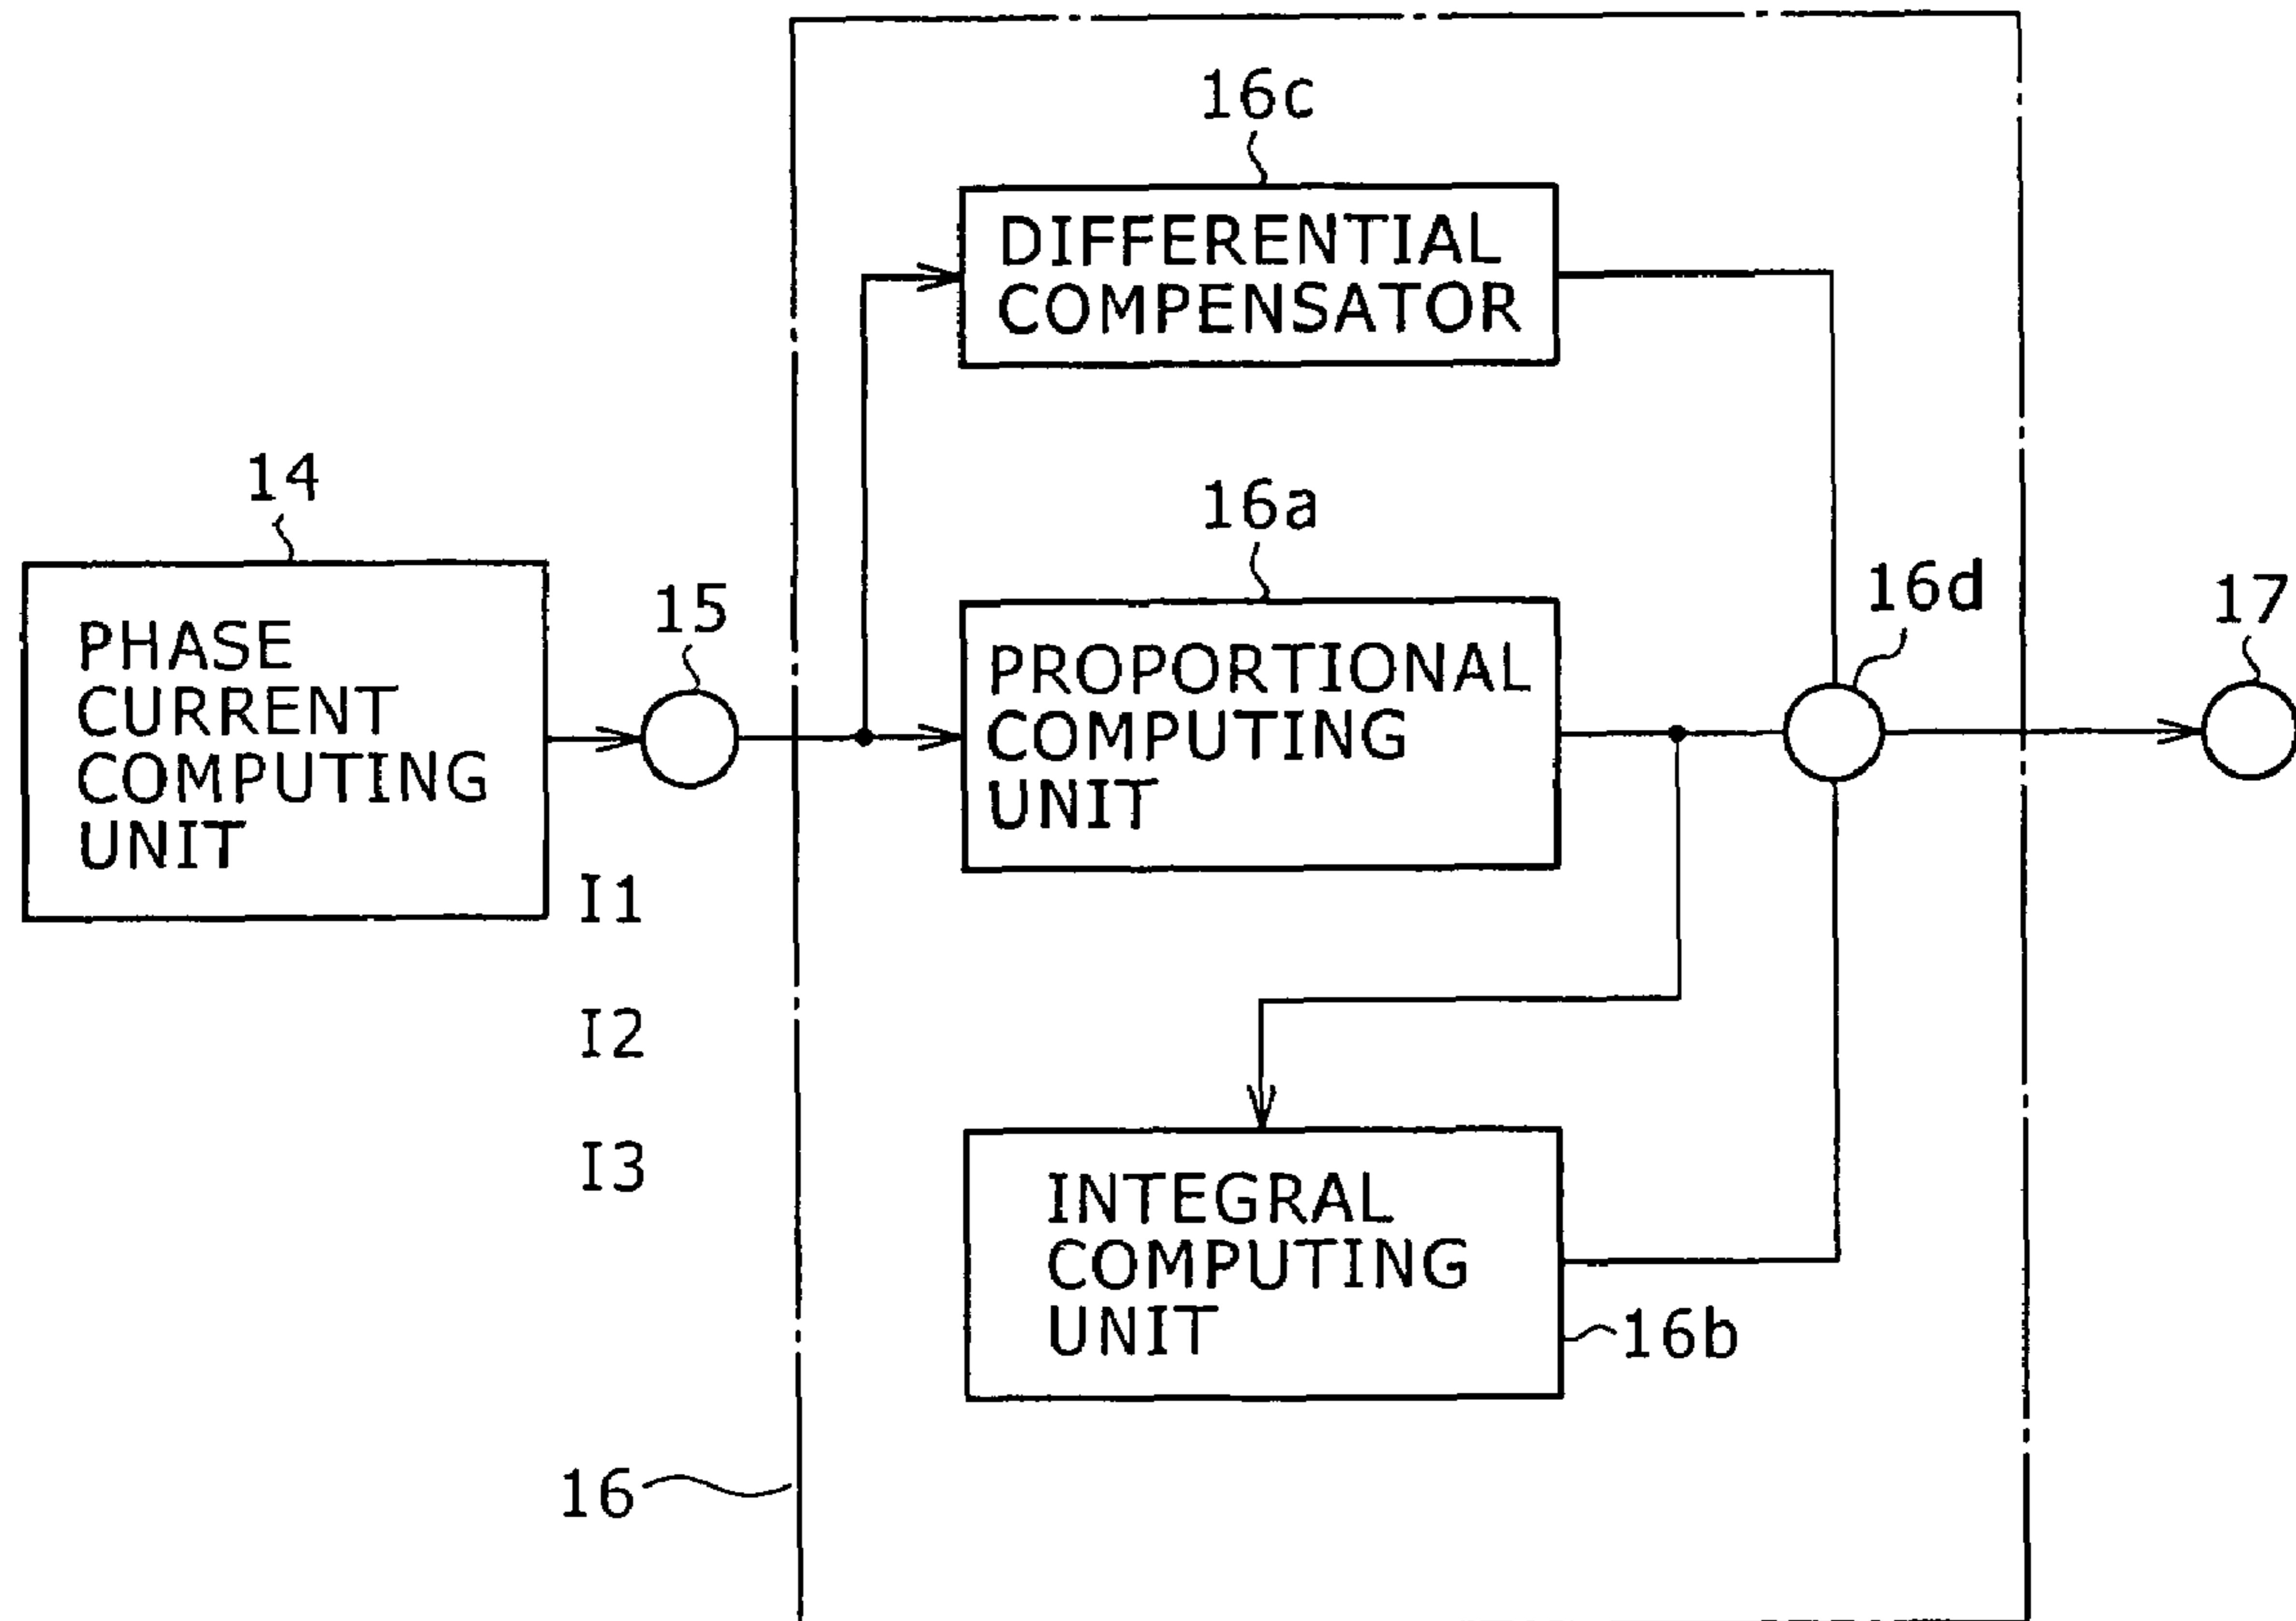 16c
DIFFERENTIAL
COMPENSATOR
14
16a
15
16d
17
PHASE
CURRENT
COMPUTING
UNIT
PROPORTIONAL
COMPUTING
UNIT
I1
I2
I3
INTEGRAL
COMPUTING
UNIT
16b
16